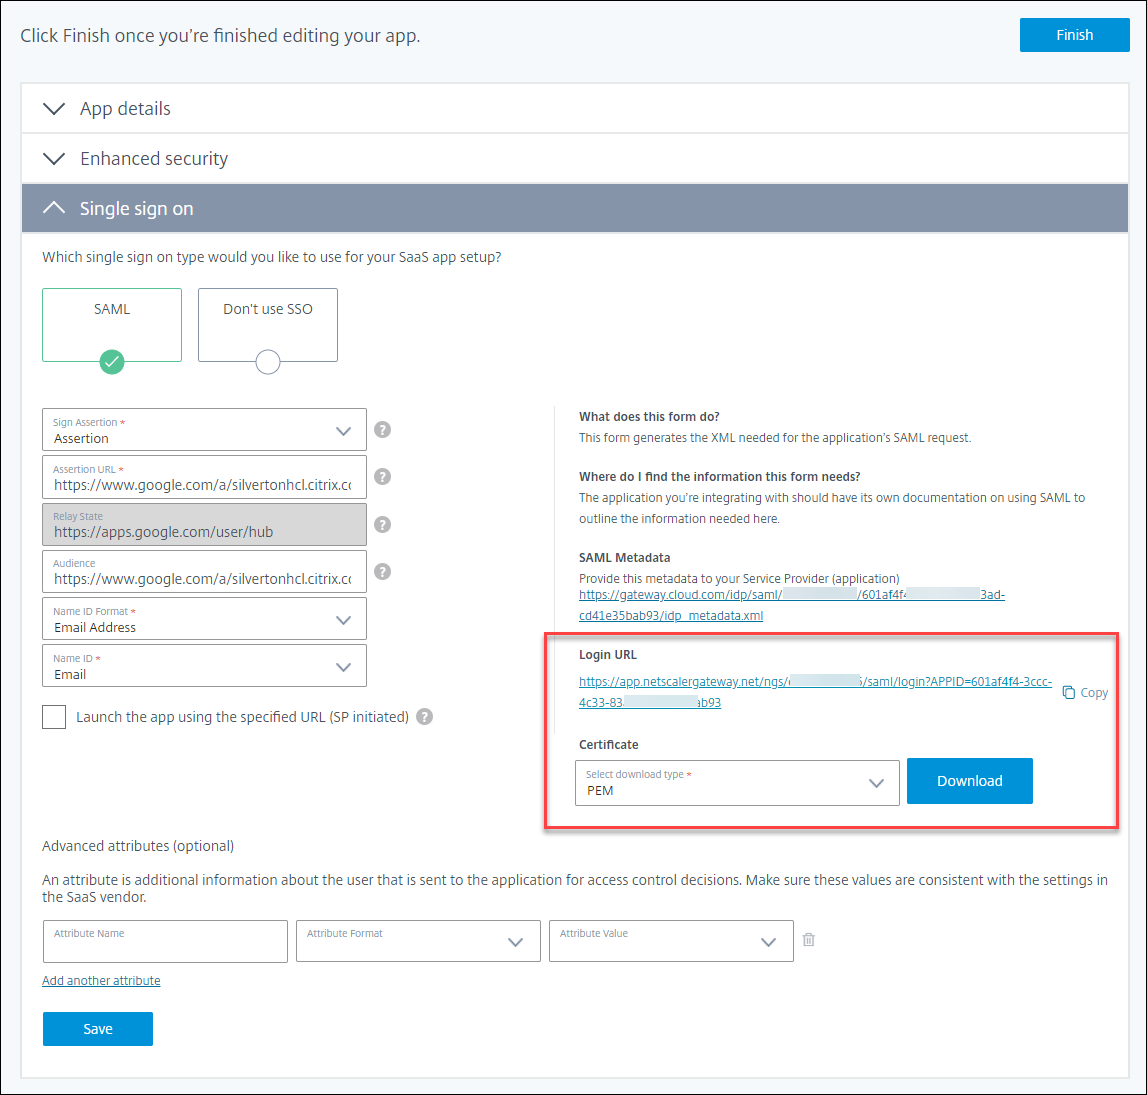 Click Finish once you're finished editing your app.
Finish
App details
Enhanced security
Single sign on
Which single sign on type would you like to use for your SaaS app setup?
SAML
Don't use SSO
Sign Assertion *
Assertion
Assertion URL *
https://www.google.com/a/silvertonhcl.citrix.cc
Relay State
https://apps.google.com/user/hub
Audience
https://www.google.com/a/silvertonhcl.citrix.cc
Name ID Format *
Email Address
Name ID *
Email
Launch the app using the specified URL (SP initiated)
What does this form do?
This form generates the XML needed for the application's SAML request.
Where do I find the information this form needs?
The application you're integrating with should have its own documentation on using SAML to
outline the information needed here.
SAML Metadata
Provide this metadata to your Service Provider (application)
https://gateway.cloud.com/idp/saml/ /601af4f4 3ad-
cd41e35bab93/idp_metadata.xml
Login URL
https://app.netscalergateway.net/ngs/ /saml/login?APPID=601af4f4-3ccc-
4c33-83 ab93
Copy
Certificate
Select download type *
PEM
Download
Advanced attributes (optional)
An attribute is additional information about the user that is sent to the application for access control decisions. Make sure these values are consistent with the settings in
the SaaS vendor.
Attribute Name
Attribute Format
Attribute Value
Add another attribute
Save